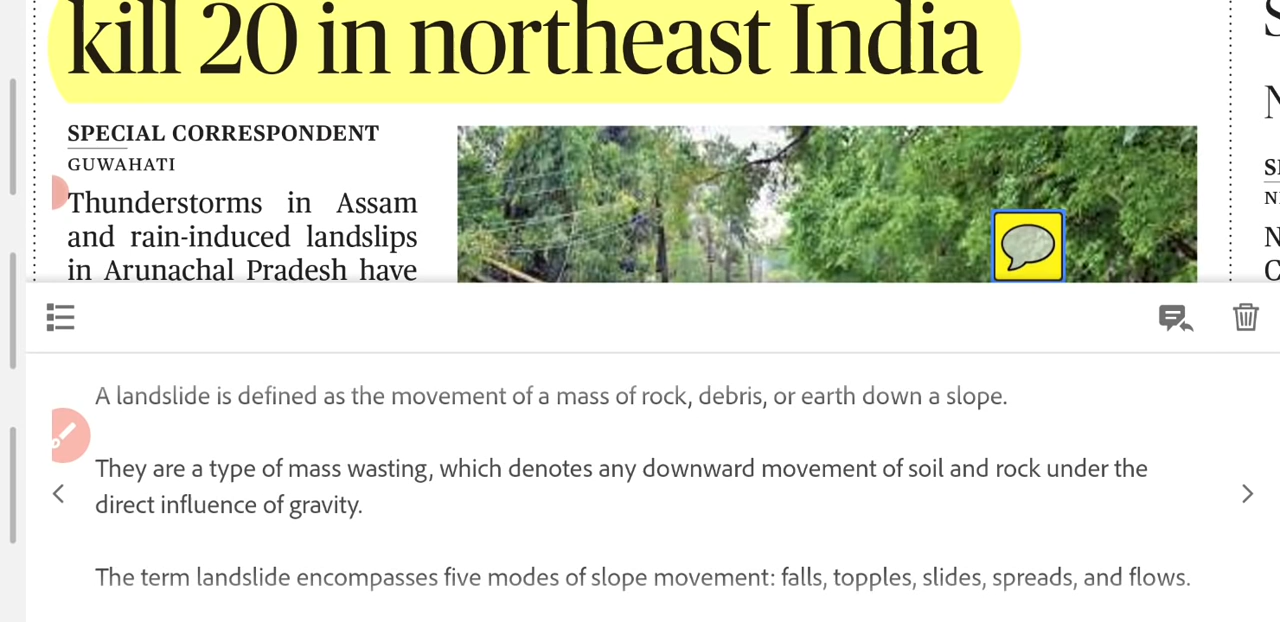 kill 20 in northeast India
SPECIAL CORRESPONDENT
GUWAHATI
Thunderstorms in Assam
and rain-induced landslips
in Arunachal Pradesh have
A landslide is defined as the movement of a mass of rock, debris, or earth down a slope.
They are a type of mass wasting, which denotes any downward movement of soil and rock under the
direct influence of gravity.
The term landslide encompasses five modes of slope movement: falls, topples, slides, spreads, and flows.